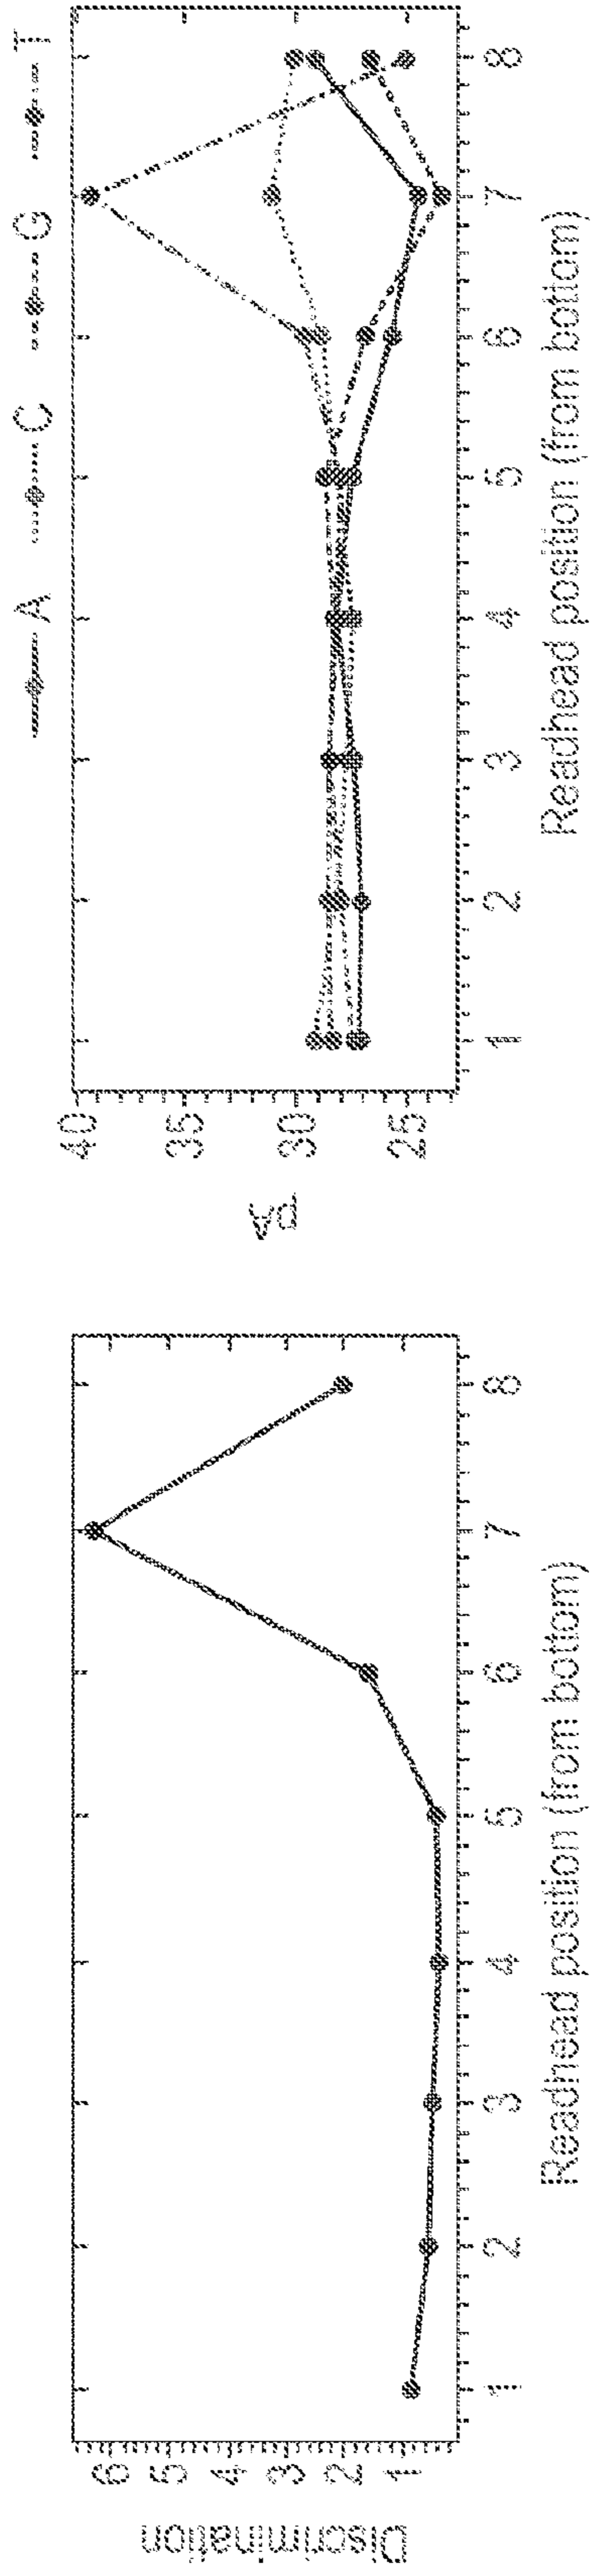 Discrimination
6
5
4
3
2
1
1 2 3 4 5 6 7 8
Readhead position (from bottom)
A C G T
pA
40
35
30
25
1 2 3 4 5 6 7 8
Readhead position (from bottom)